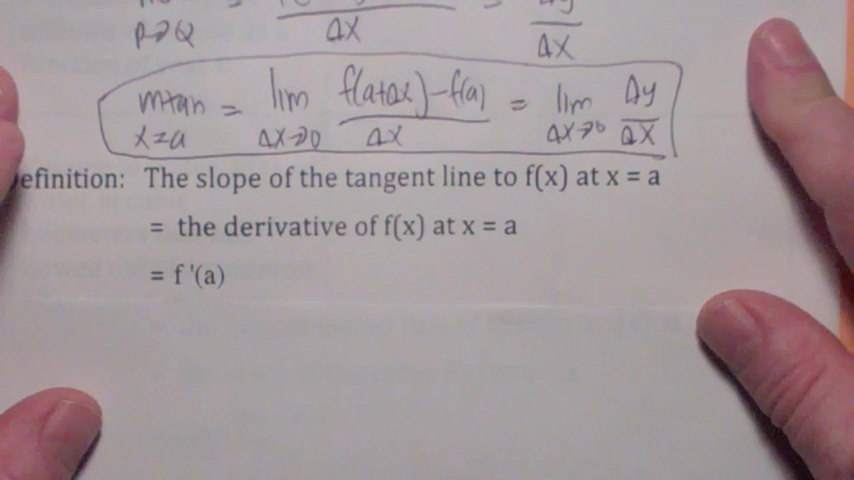 P→Q ΔX ΔX
mtan x=a = lim Δx→0 f(a+Δx)-f(a) / Δx = lim Δx→0 Δy / Δx
efinition: The slope of the tangent line to f(x) at x = a
= the derivative of f(x) at x = a
= f '(a)